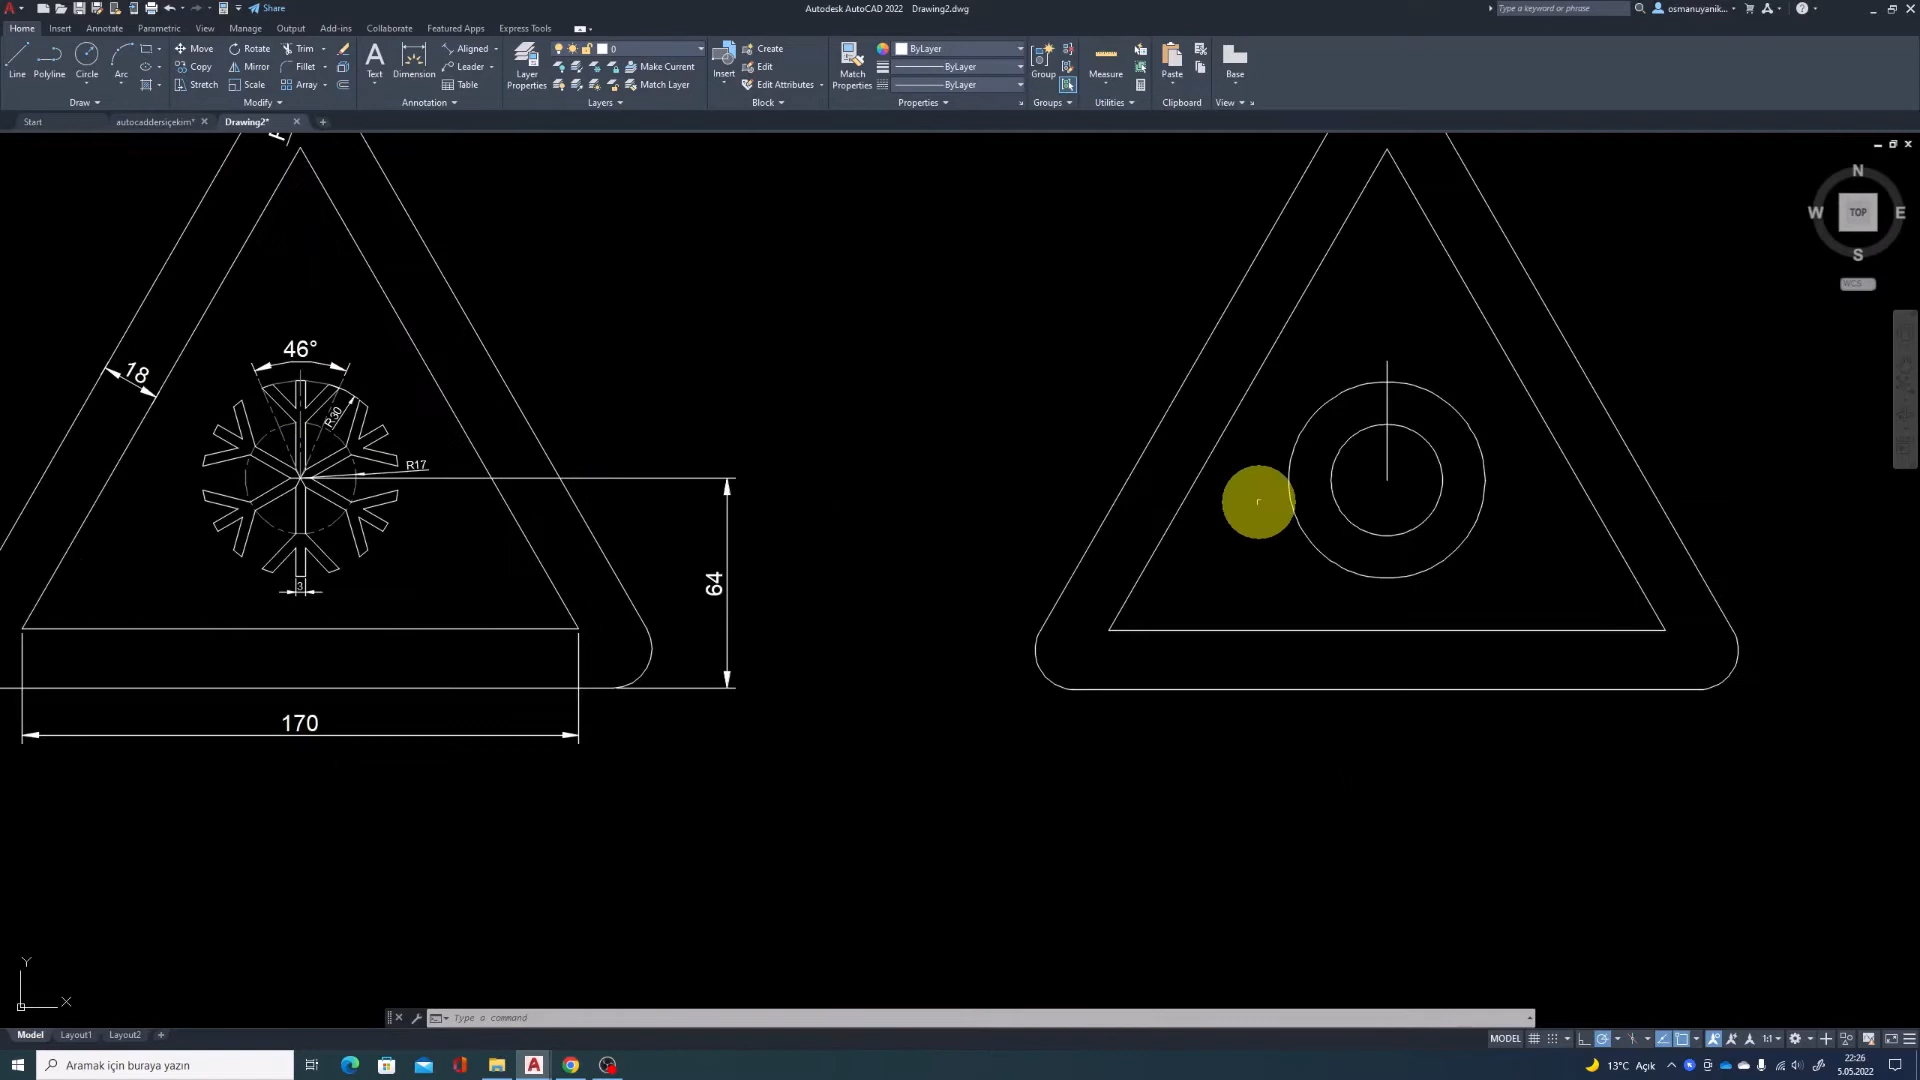 Share
Autodesk AutoCAD 2022 Drawing2.dwg
Type a keyword or phrase
osmanuyanik...
Home Insert Annotate Parametric View Manage Output Add-ins Collaborate Featured Apps Express Tools
Line Polyline Circle Arc
Move Rotate Trim
Copy Mirror Fillet
Stretch Scale Array
Text Dimension
Aligned
Leader
Table
Layer Properties
0
Make Current
Match Layer
Insert
Create
Edit
Edit Attributes
Match Properties
ByLayer
ByLayer
ByLayer
Group
Measure
Paste
Base
Draw Modify Annotation Layers Block Properties Groups Utilities Clipboard View
Start autocaddersiçekim* Drawing2*
N
W TOP E
S
WCS
46°
18
R30
R17
3
64
170
Y
X
Type a command
Model Layout1 Layout2
MODEL 1:1
Aramak için buraya yazın
13°C Açık
22:26
5.05.2022